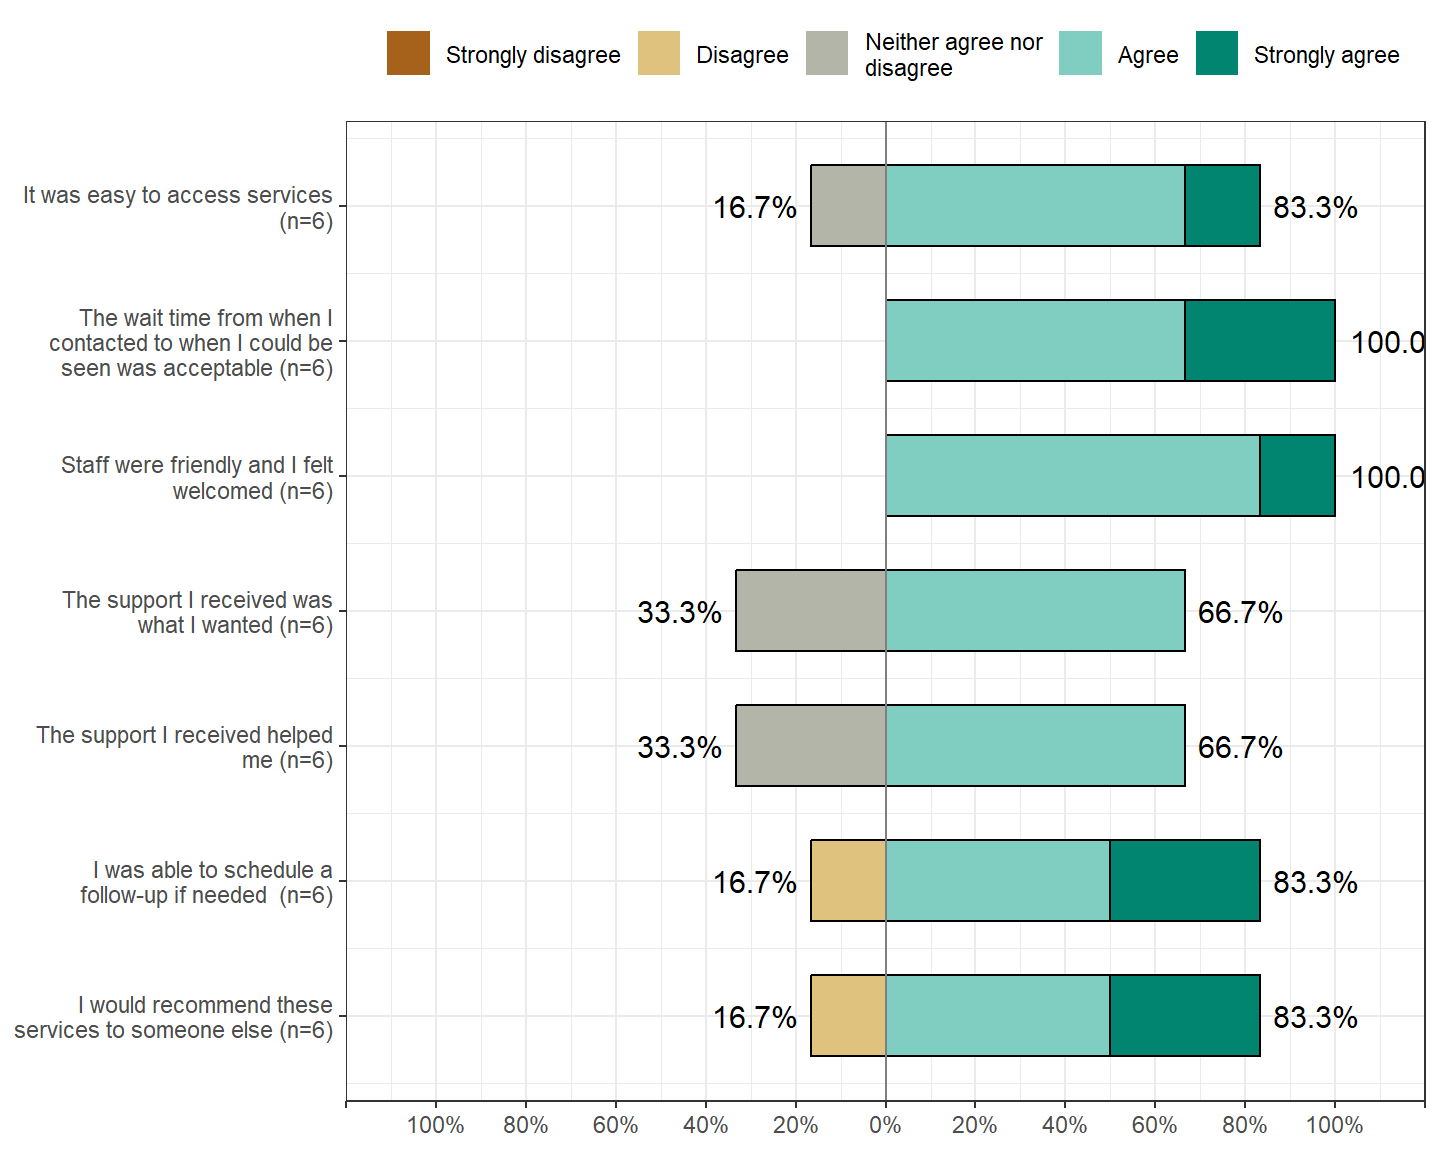 Strongly disagree
Disagree
Neither agree nor
disagree
Agree
Strongly agree
It was easy to access services
(n=6)
16.7%
83.3%
The wait time from when I
contacted to when I could be
seen was acceptable (n=6)
100.0
Staff were friendly and I felt
welcomed (n=6)
100.0
The support I received was
what I wanted (n=6)
33.3%
66.7%
The support I received helped
me (n=6)
33.3%
66.7%
I was able to schedule a
follow-up if needed  (n=6)
16.7%
83.3%
I would recommend these
services to someone else (n=6)
16.7%
83.3%
100% 80% 60% 40% 20% 0% 20% 40% 60% 80% 100%